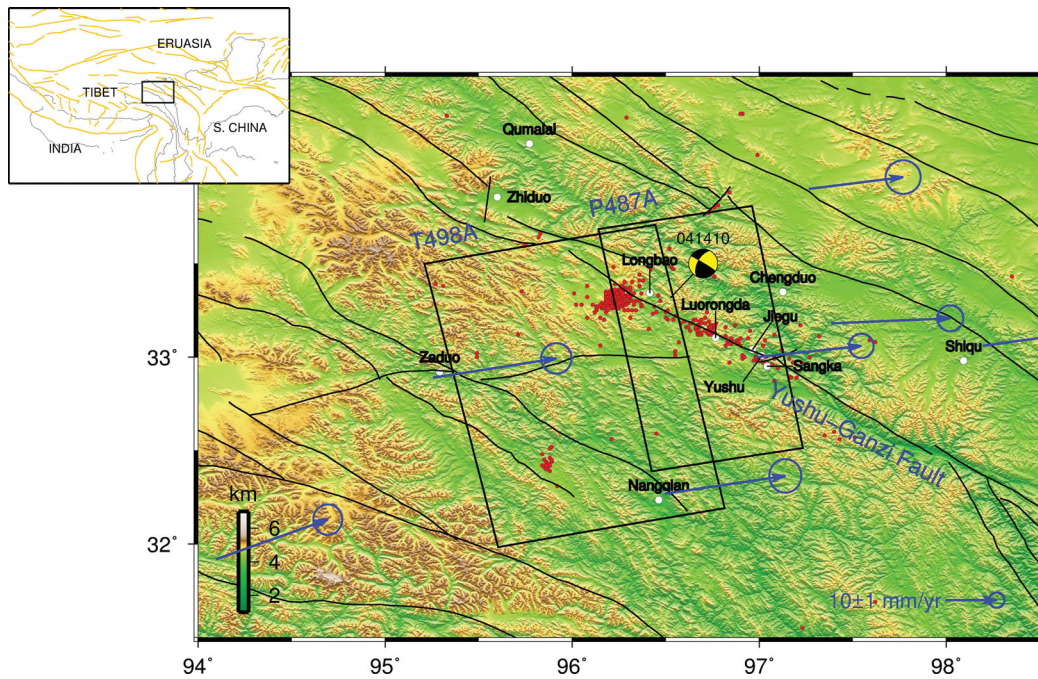 ERUASIA
TIBET
S. CHINA
INDIA
Qumalai
Zhiduo
P487A
T498A
041410
Longbao
Chengduo
Luorongda
Jiegu
33°
Zaduo
Shiqu
Sangka
Yushu
Yushu-Ganzi Fault
Nangqian
km
6
4
2
32°
10±1 mm/yr
94°
95°
96°
97°
98°